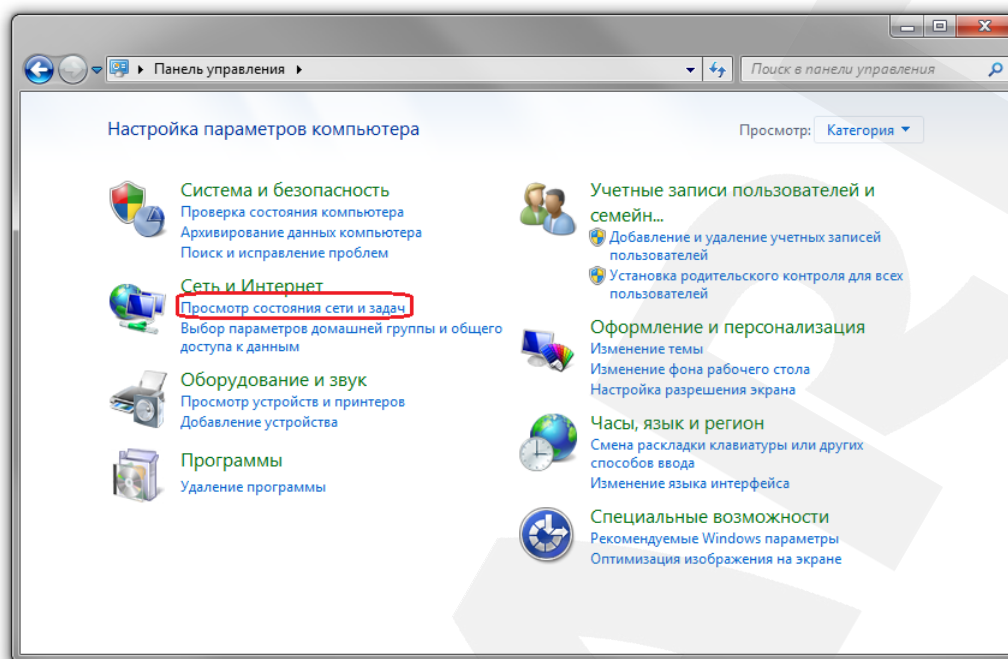 Панель управления
Поиск в панели управления
Настройка параметров компьютера
Просмотр: Категория
Система и безопасность
Проверка состояния компьютера
Архивирование данных компьютера
Поиск и исправление проблем
Сеть и Интернет
Просмотр состояния сети и задач
Выбор параметров домашней группы и общего
доступа к данным
Оборудование и звук
Просмотр устройств и принтеров
Добавление устройства
Программы
Удаление программы
Учетные записи пользователей и
семейн...
Добавление и удаление учетных записей
пользователей
Установка родительского контроля для всех
пользователей
Оформление и персонализация
Изменение темы
Изменение фона рабочего стола
Настройка разрешения экрана
Часы, язык и регион
Смена раскладки клавиатуры или других
способов ввода
Изменение языка интерфейса
Специальные возможности
Рекомендуемые Windows параметры
Оптимизация изображения на экране